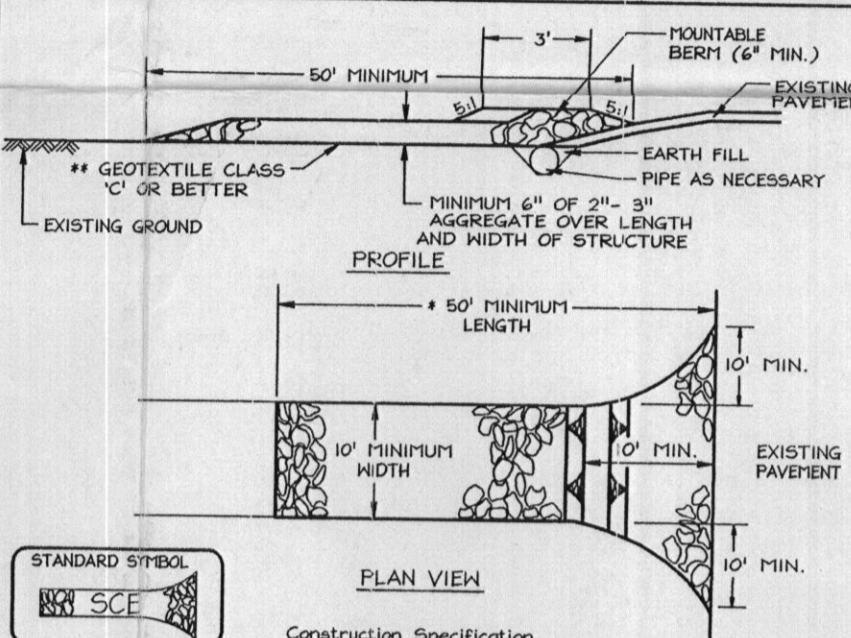 3'
MOUNTABLE
BERM (6" MIN.)
50' MINIMUM
5:1
5:1
EXISTING
PAVEME
** GEOTEXTILE CLASS
'C' OR BETTER
EARTH FILL
PIPE AS NECESSARY
EXISTING GROUND
MINIMUM 6" OF 2"- 3"
AGGREGATE OVER LENGTH
AND WIDTH OF STRUCTURE
PROFILE
* 50' MINIMUM
LENGTH
10' MIN.
10' MINIMUM
WIDTH
0' MIN.
EXISTING
PAVEMENT
10' MIN.
STANDARD SYMBOL
SCE
PLAN VIEW
Construction Specification